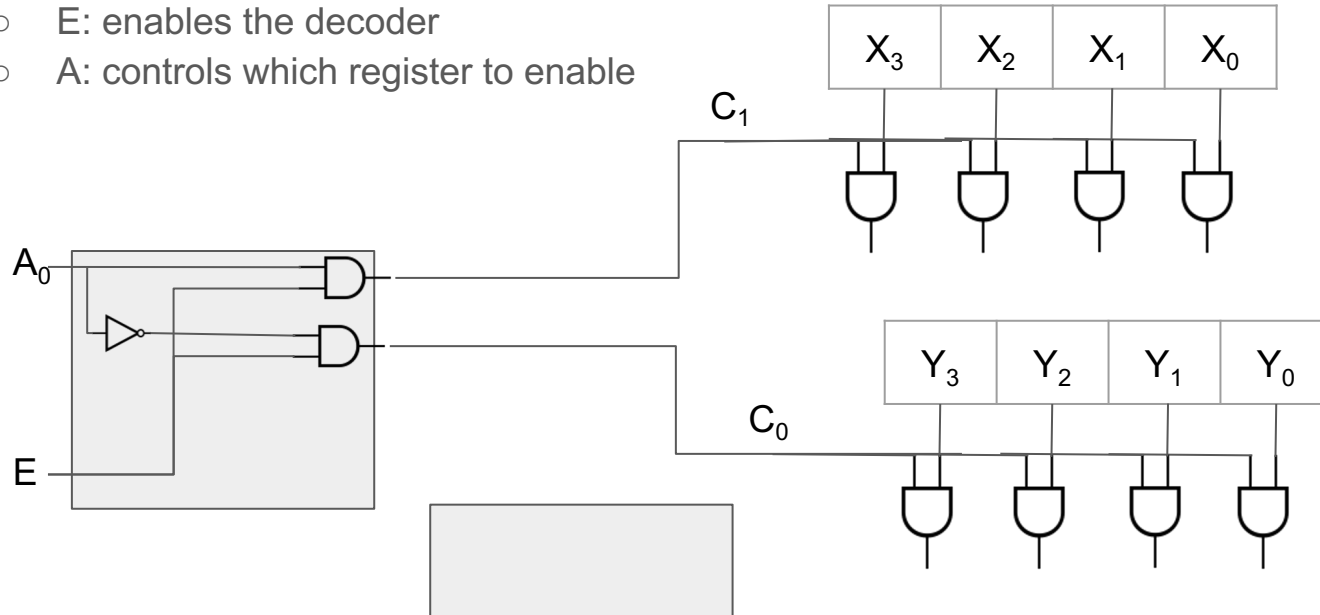 ○ E: enables the decoder
○ A: controls which register to enable
X₃ X₂ X₁ X₀
C₁
A₀
Y₃ Y₂ Y₁ Y₀
C₀
E